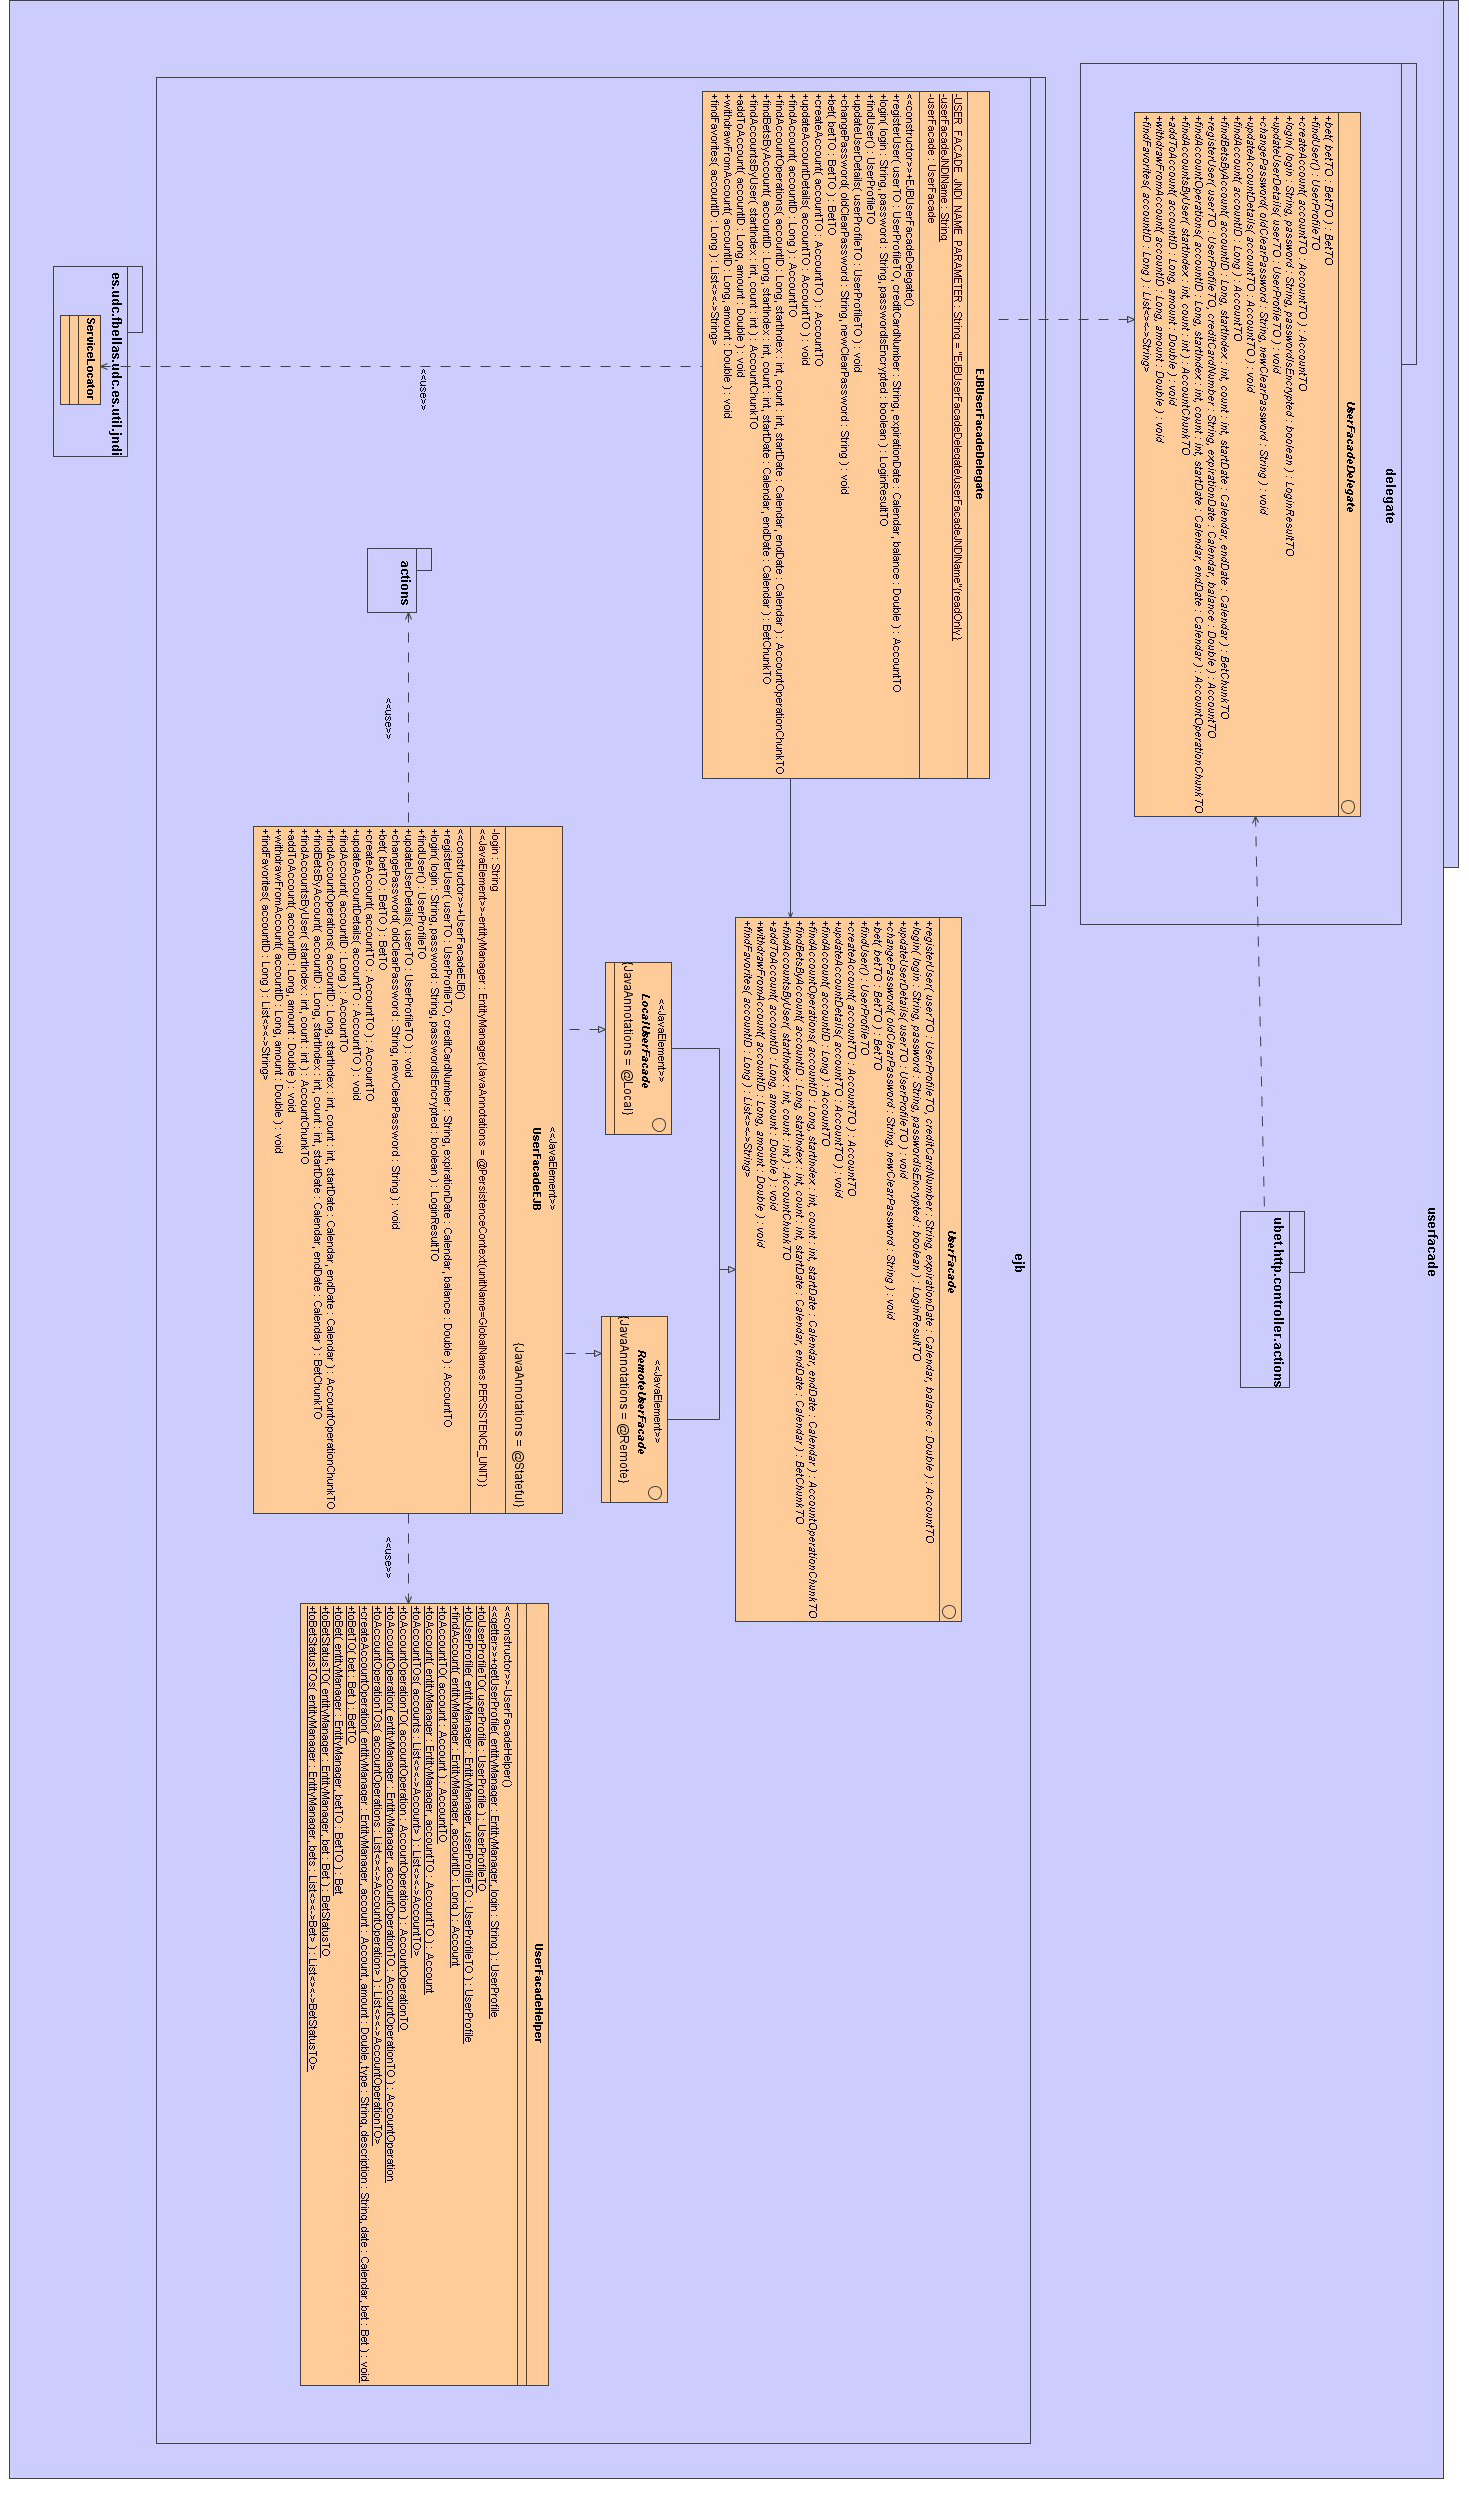 userfacade
delegate
UserFacadeDelegate
+bet( betTO : BetTO ) : BetTO
+findUser() : UserProfileTO
+createAccount( accountTO : AccountTO ) : AccountTO
+login( login : String, password : String, passwordIsEncrypted : boolean ) : LoginResultTO
+updateUserDetails( userTO : UserProfileTO ) : void
+changePassword( oldClearPassword : String, newClearPassword : String ) : void
+updateAccountDetails( accountTO : AccountTO ) : void
+findAccount( accountID : Long ) : AccountTO
+findBetsByAccount( accountID : Long, startIndex : int, count : int, startDate : Calendar, endDate : Calendar ) : BetChunkTO
+registerUser( userTO : UserProfileTO, creditCardNumber : String, expirationDate : Calendar, balance : Double ) : AccountTO
+findAccountOperations( accountID : Long, startIndex : int, count : int, startDate : Calendar, endDate : Calendar ) : AccountOperationChunkTO
+findAccountsByUser( startIndex : int, count : int ) : AccountChunkTO
+addToAccount( accountID : Long, amount : Double ) : void
+withdrawFromAccount( accountID : Long, amount : Double ) : void
+findFavorites( accountID : Long ) : List<><->String>
ubet.http.controller.actions
ejb
EJBUserFacadeDelegate
-USER_FACADE_JNDI_NAME_PARAMETER : String = "EJBUserFacadeDelegate/userFacadeJNDIName"{readOnly}
-userFacadeJNDIName : String
-userFacade : UserFacade
<<constructor>>+EJBUserFacadeDelegate()
+registerUser( userTO : UserProfileTO, creditCardNumber : String, expirationDate : Calendar, balance : Double ) : AccountTO
+login( login : String, password : String, passwordIsEncrypted : boolean ) : LoginResultTO
+findUser() : UserProfileTO
+updateUserDetails( userProfileTO : UserProfileTO ) : void
+changePassword( oldClearPassword : String, newClearPassword : String ) : void
+bet( betTO : BetTO ) : BetTO
+createAccount( accountTO : AccountTO ) : AccountTO
+updateAccountDetails( accountTO : AccountTO ) : void
+findAccount( accountID : Long ) : AccountTO
+findAccountOperations( accountID : Long, startIndex : int, count : int, startDate : Calendar, endDate : Calendar ) : AccountOperationChunkTO
+findBetsByAccount( accountID : Long, startIndex : int, count : int, startDate : Calendar, endDate : Calendar ) : BetChunkTO
+findAccountsByUser( startIndex : int, count : int ) : AccountChunkTO
+addToAccount( accountID : Long, amount : Double ) : void
+withdrawFromAccount( accountID : Long, amount : Double ) : void
+findFavorites( accountID : Long ) : List<><->String>
UserFacade
+registerUser( userTO : UserProfileTO, creditCardNumber : String, expirationDate : Calendar, balance : Double ) : AccountTO
+login( login : String, password : String, passwordIsEncrypted : boolean ) : LoginResultTO
+updateUserDetails( userTO : UserProfileTO ) : void
+changePassword( oldClearPassword : String, newClearPassword : String ) : void
+bet( betTO : BetTO ) : BetTO
+findUser() : UserProfileTO
+createAccount( accountTO : AccountTO ) : AccountTO
+updateAccountDetails( accountTO : AccountTO ) : void
+findAccount( accountID : Long ) : AccountTO
+findAccountOperations( accountID : Long, startIndex : int, count : int, startDate : Calendar, endDate : Calendar ) : AccountOperationChunkTO
+findBetsByAccount( accountID : Long, startIndex : int, count : int, startDate : Calendar, endDate : Calendar ) : BetChunkTO
+findAccountsByUser( startIndex : int, count : int ) : AccountChunkTO
+addToAccount( accountID : Long, amount : Double ) : void
+withdrawFromAccount( accountID : Long, amount : Double ) : void
+findFavorites( accountID : Long ) : List<><->String>
<<JavaElement>>
LocalUserFacade
{JavaAnnotations = @Local}
<<JavaElement>>
RemoteUserFacade
{JavaAnnotations = @Remote}
<<use>>
actions
<<use>>
<<JavaElement>>
UserFacadeEJB
{JavaAnnotations = @Stateful}
-login : String
<<JavaElement>>-entityManager : EntityManager{JavaAnnotations = @PersistenceContext(unitName=GlobalNames.PERSISTENCE_UNIT)}
<<constructor>>+UserFacadeEJB()
+registerUser( userTO : UserProfileTO, creditCardNumber : String, expirationDate : Calendar, balance : Double ) : AccountTO
+login( login : String, password : String, passwordIsEncrypted : boolean ) : LoginResultTO
+findUser() : UserProfileTO
+updateUserDetails( userTO : UserProfileTO ) : void
+changePassword( oldClearPassword : String, newClearPassword : String ) : void
+bet( betTO : BetTO ) : BetTO
+createAccount( accountTO : AccountTO ) : AccountTO
+updateAccountDetails( accountTO : AccountTO ) : void
+findAccount( accountID : Long ) : AccountTO
+findAccountOperations( accountID : Long, startIndex : int, count : int, startDate : Calendar, endDate : Calendar ) : AccountOperationChunkTO
+findBetsByAccount( accountID : Long, startIndex : int, count : int, startDate : Calendar, endDate : Calendar ) : BetChunkTO
+findAccountsByUser( startIndex : int, count : int ) : AccountChunkTO
+addToAccount( accountID : Long, amount : Double ) : void
+withdrawFromAccount( accountID : Long, amount : Double ) : void
+findFavorites( accountID : Long ) : List<><->String>
<<use>>
UserFacadeHelper
<<constructor>>-UserFacadeHelper()
<<getter>>+getUserProfile( entityManager : EntityManager, login : String ) : UserProfile
+toUserProfileTO( userProfile : UserProfile ) : UserProfileTO
+toUserProfile( entityManager : EntityManager, userProfileTO : UserProfileTO ) : UserProfile
+findAccount( entityManager : EntityManager, accountID : Long ) : Account
+toAccountTO( account : Account ) : AccountTO
+toAccount( entityManager : EntityManager, accountTO : AccountTO ) : Account
+toAccountTOs( accounts : List<><->Account> ) : List<><->AccountTO>
+toAccountOperationTO( accountOperation : AccountOperation ) : AccountOperationTO
+toAccountOperation( entityManager : EntityManager, accountOperationTO : AccountOperationTO ) : AccountOperation
+toAccountOperationTOs( accountOperations : List<><->AccountOperation> ) : List<><->AccountOperationTO>
+createAccountOperation( entityManager : EntityManager, account : Account, amount : Double, type : String, description : String, date : Calendar, bet : Bet ) : void
+toBetTO( bet : Bet ) : BetTO
+toBet( entityManager : EntityManager, betTO : BetTO ) : Bet
+toBetStatusTO( entityManager : EntityManager, bet : Bet ) : BetStatusTO
+toBetStatusTOs( entityManager : EntityManager, bets : List<><->Bet> ) : List<><->BetStatusTO>
es.udc.fbellas.udc.es.util.jndi
ServiceLocator